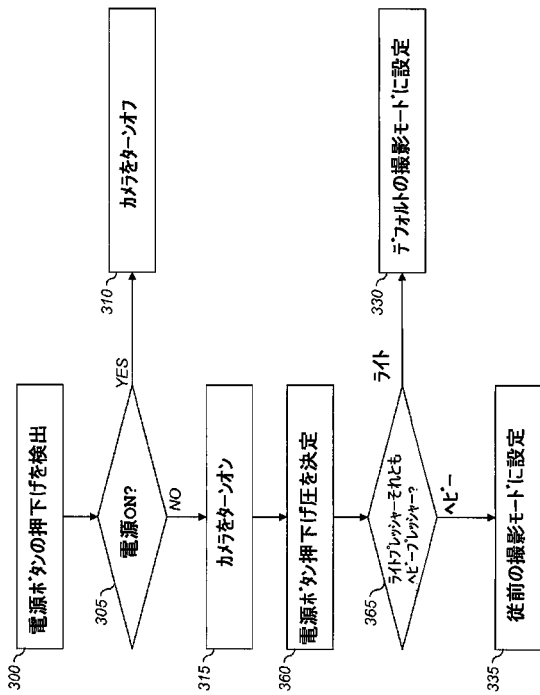 300
電源ボタンの押下げを検出
305
電源ON?
YES
310
カメラをターンオフ
NO
315
カメラをターンオン
360
電源ボタン押下げ圧を決定
365
ライトプレッシャーそれとも
ヘビープレッシャー?
ライト
330
デフォルトの撮影モードに設定
ヘビー
335
従前の撮影モードに設定